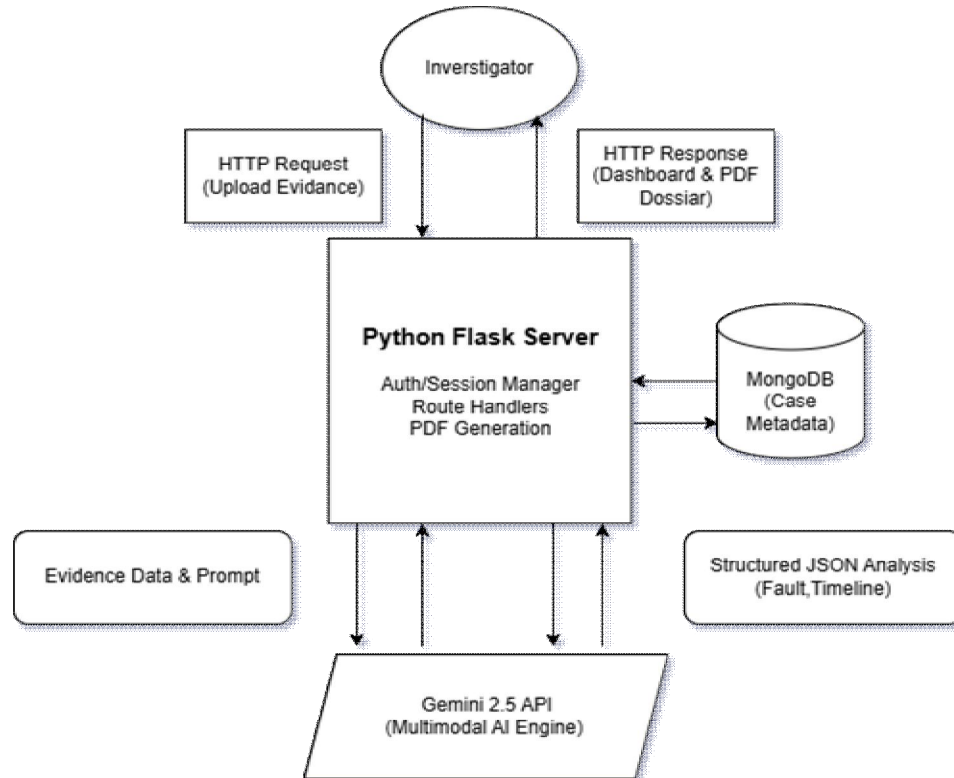 Inverstigator
HTTP Request
(Upload Evidance)
HTTP Response
(Dashboard & PDF
Dossiar)
Python Flask Server
Auth/Session Manager
Route Handlers
PDF Generation
MongoDB
(Case
Metadata)
Evidence Data & Prompt
Structured JSON Analysis
(Fault,Timeline)
Gemini 2.5 API
(Multimodal AI Engine)